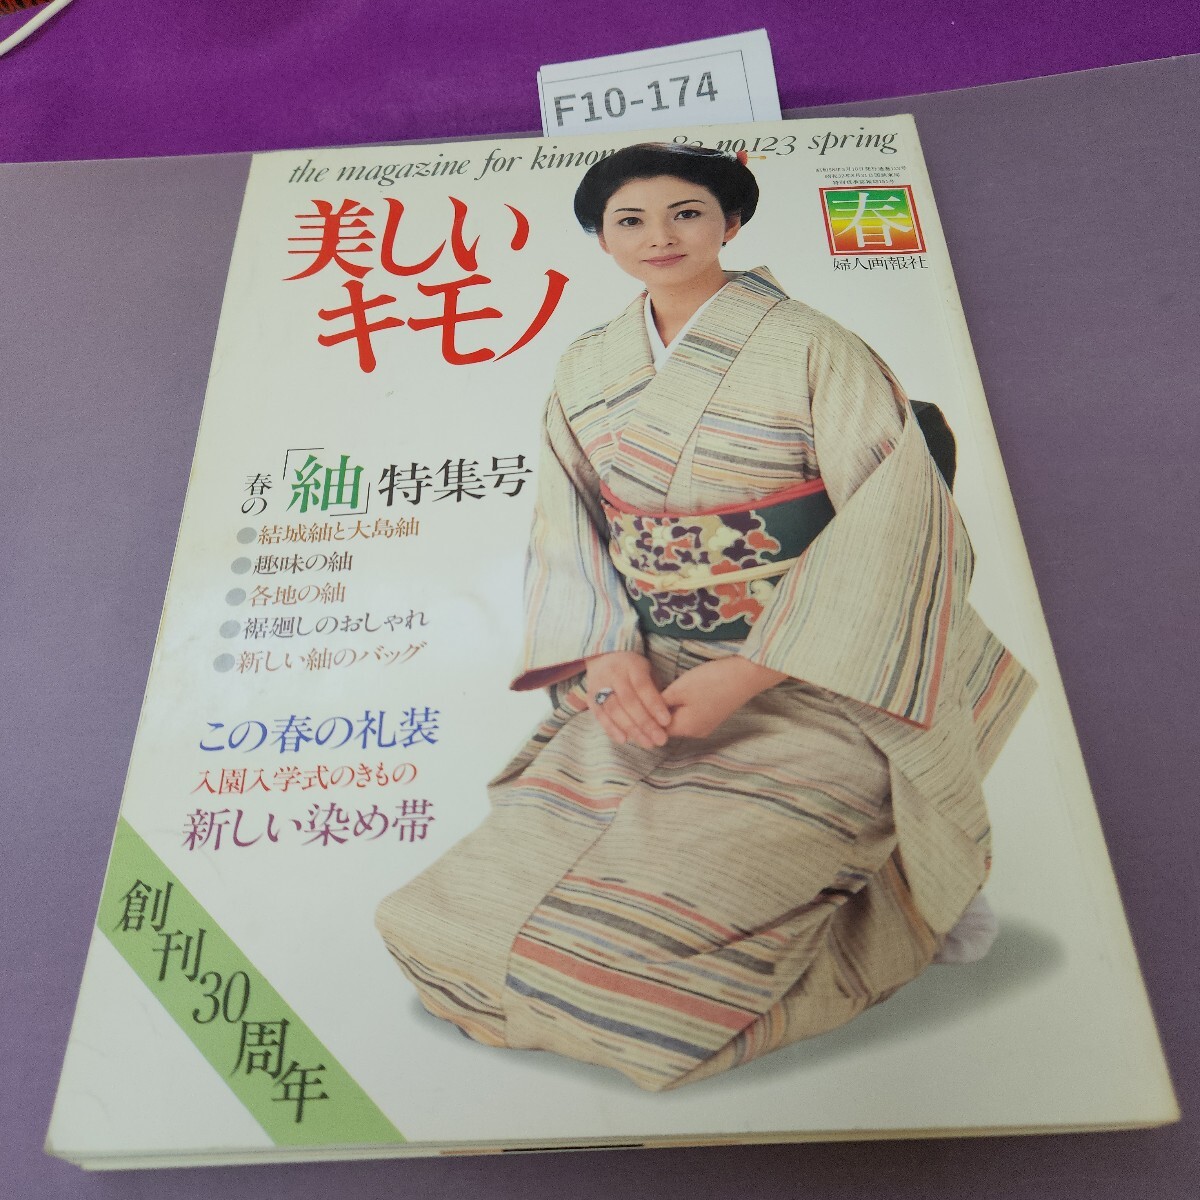 F10-174
the magazine for kimono 83 no.123 spring
美しい
キモノ
春
婦人画報社
春の「紬」特集号
●結城紬と大島紬
●趣味の紬
●各地の紬
●裾廻しのおしゃれ
●新しい紬のバッグ
この春の礼装
入園入学式のきもの
新しい染め帯
創刊30周年